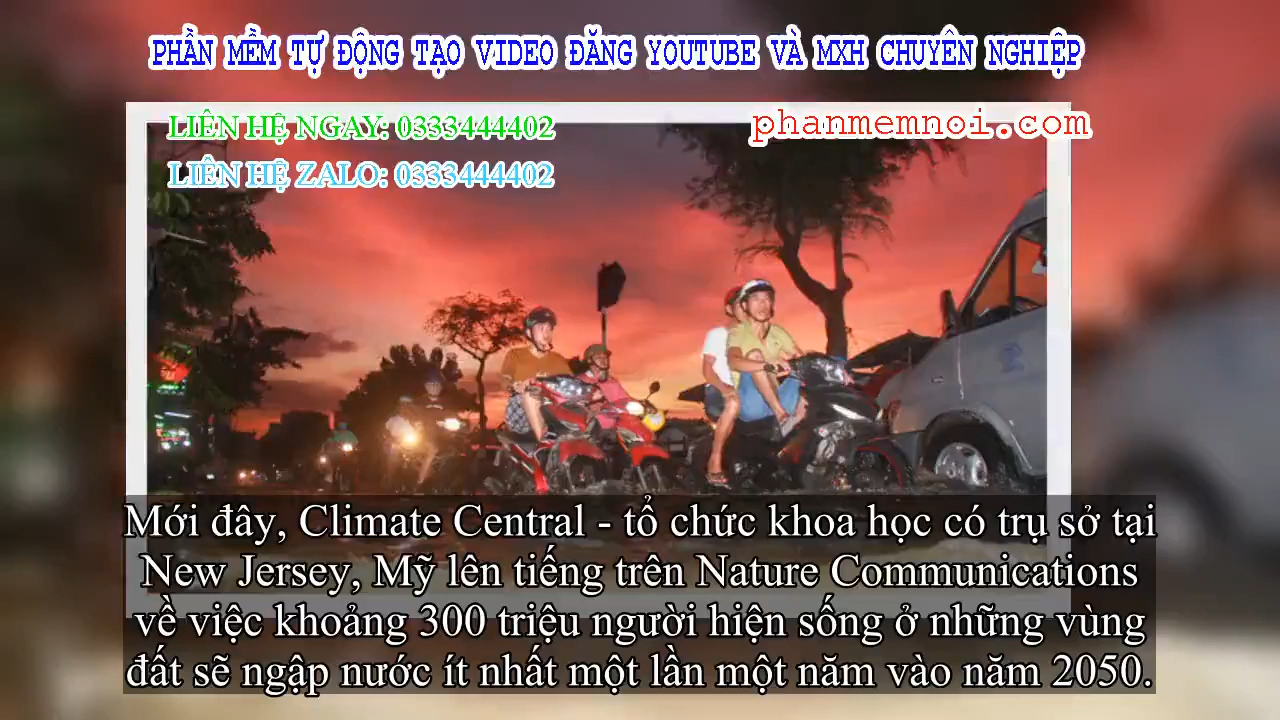 PHẦN MỀM TỰ ĐỘNG TẠO VIDEO ĐĂNG YOUTUBE VÀ MXH CHUYÊN NGHIỆP
LIÊN HỆ NGAY: 0333444402
phanmemnoi.com
LIÊN HỆ ZALO: 0333444402
Mới đây, Climate Central - tổ chức khoa học có trụ sở tại
New Jersey, Mỹ lên tiếng trên Nature Communications
về việc khoảng 300 triệu người hiện sống ở những vùng
đất sẽ ngập nước ít nhất một lần một năm vào năm 2050.